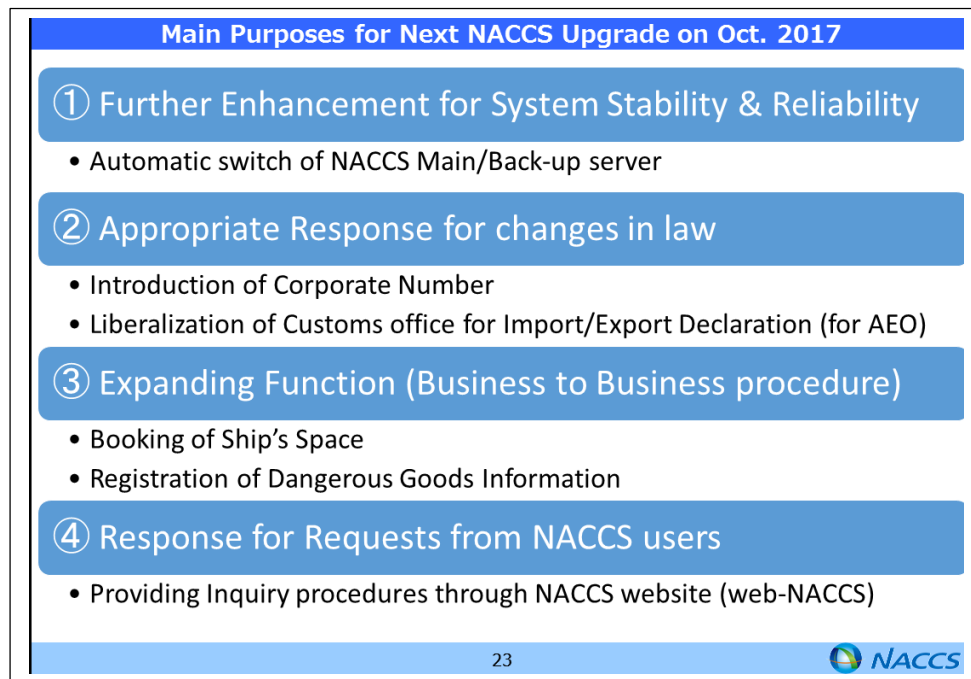 Main Purposes for Next NACCS Upgrade on Oct. 2017
① Further Enhancement for System Stability & Reliability
• Automatic switch of NACCS Main/Back-up server
② Appropriate Response for changes in law
• Introduction of Corporate Number
• Liberalization of Customs office for Import/Export Declaration (for AEO)
③ Expanding Function (Business to Business procedure)
• Booking of Ship’s Space
• Registration of Dangerous Goods Information
④ Response for Requests from NACCS users
• Providing Inquiry procedures through NACCS website (web-NACCS)
23
NACCS